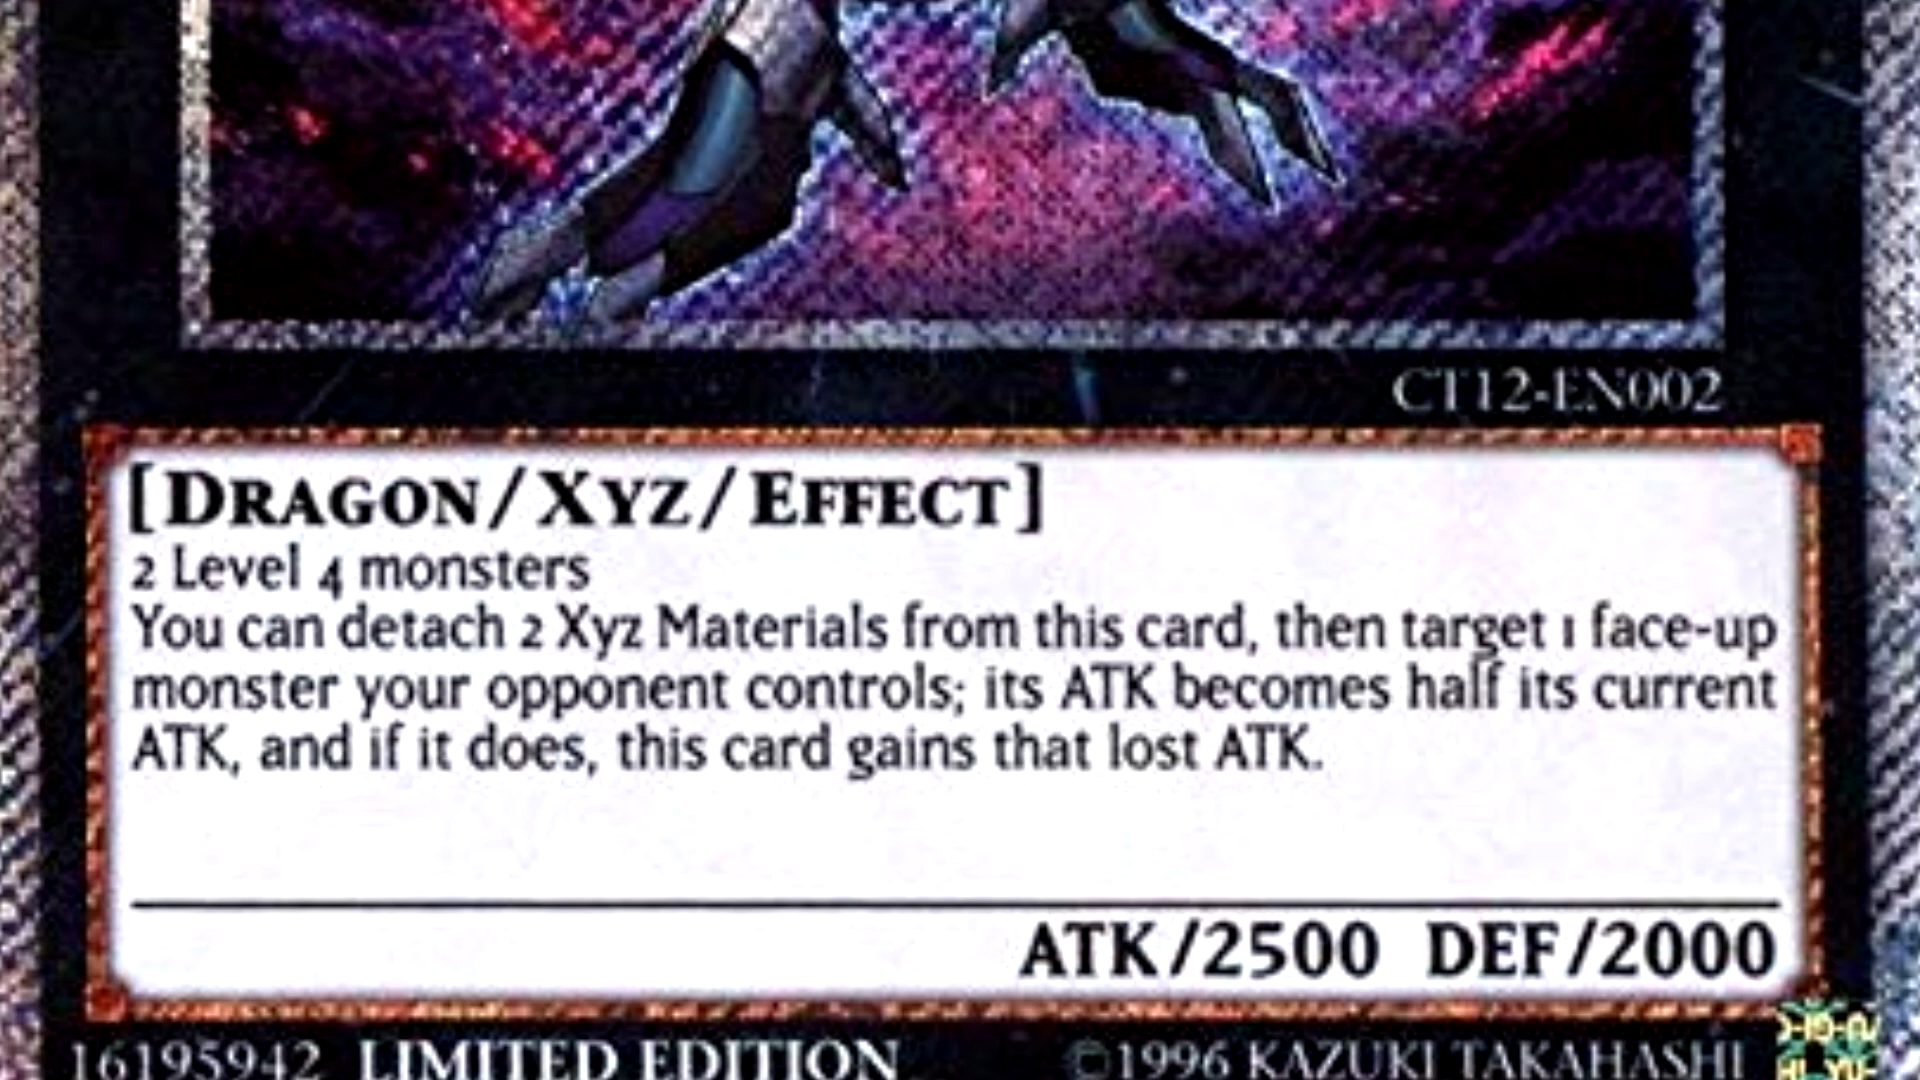 CT12-EN002
[DRAGON/XYZ/EFFECT]
2 Level 4 monsters
You can detach 2 Xyz Materials from this card, then target 1 face-up
monster your opponent controls; its ATK becomes half its current
ATK, and if it does, this card gains that lost ATK.
ATK/2500 DEF/2000
16195942 LIMITED EDITION ©1996 KAZUKI TAKAHASHI